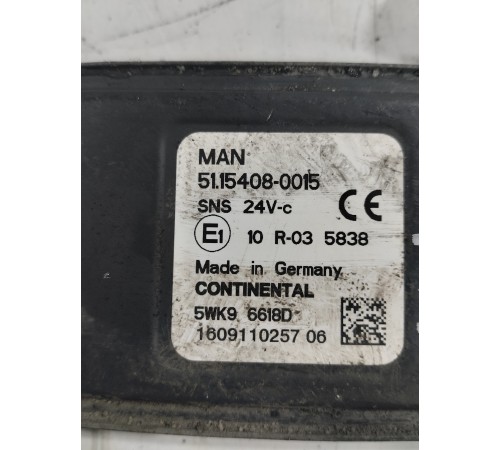 MAN
51.15408-0015
SNS 24V-c
CE
E1 10 R-03 5838
Made in Germany
CONTINENTAL
5WK9 6618D
1609110257 06